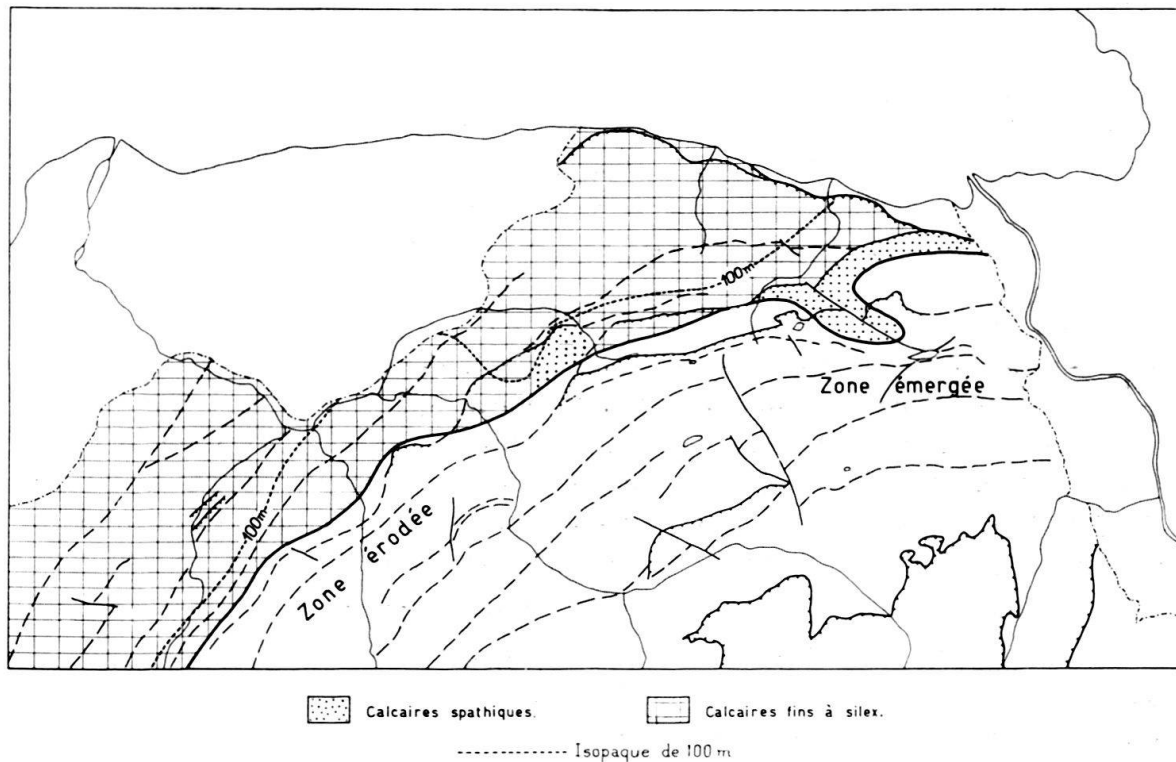 100m
Zone émergée
100m
Zone érodée
Calcaires spathiques.
Calcaires fins à silex.
Isopaque de 100 m